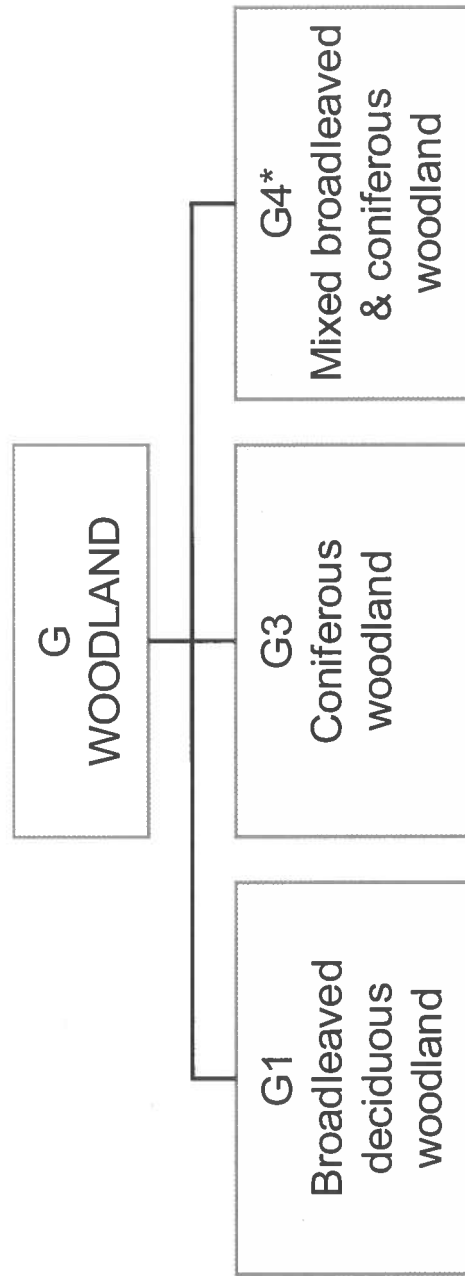 G
WOODLAND
G1
Broadleaved
deciduous
woodland
G3
Coniferous
woodland
G4*
Mixed broadleaved
& coniferous
woodland